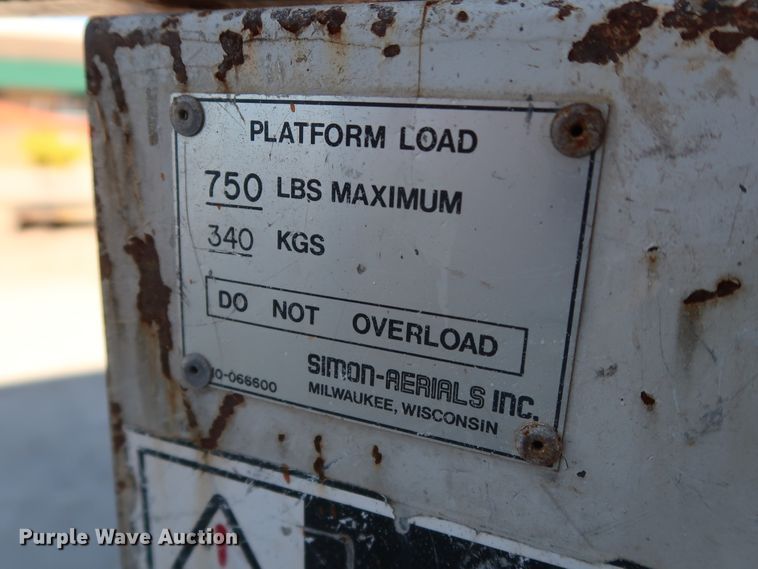 PLATFORM LOAD
750 LBS MAXIMUM
340 KGS
DO NOT OVERLOAD
10-066600
SIMON-AERIALS INC.
MILWAUKEE, WISCONSIN
Purple Wave Auction